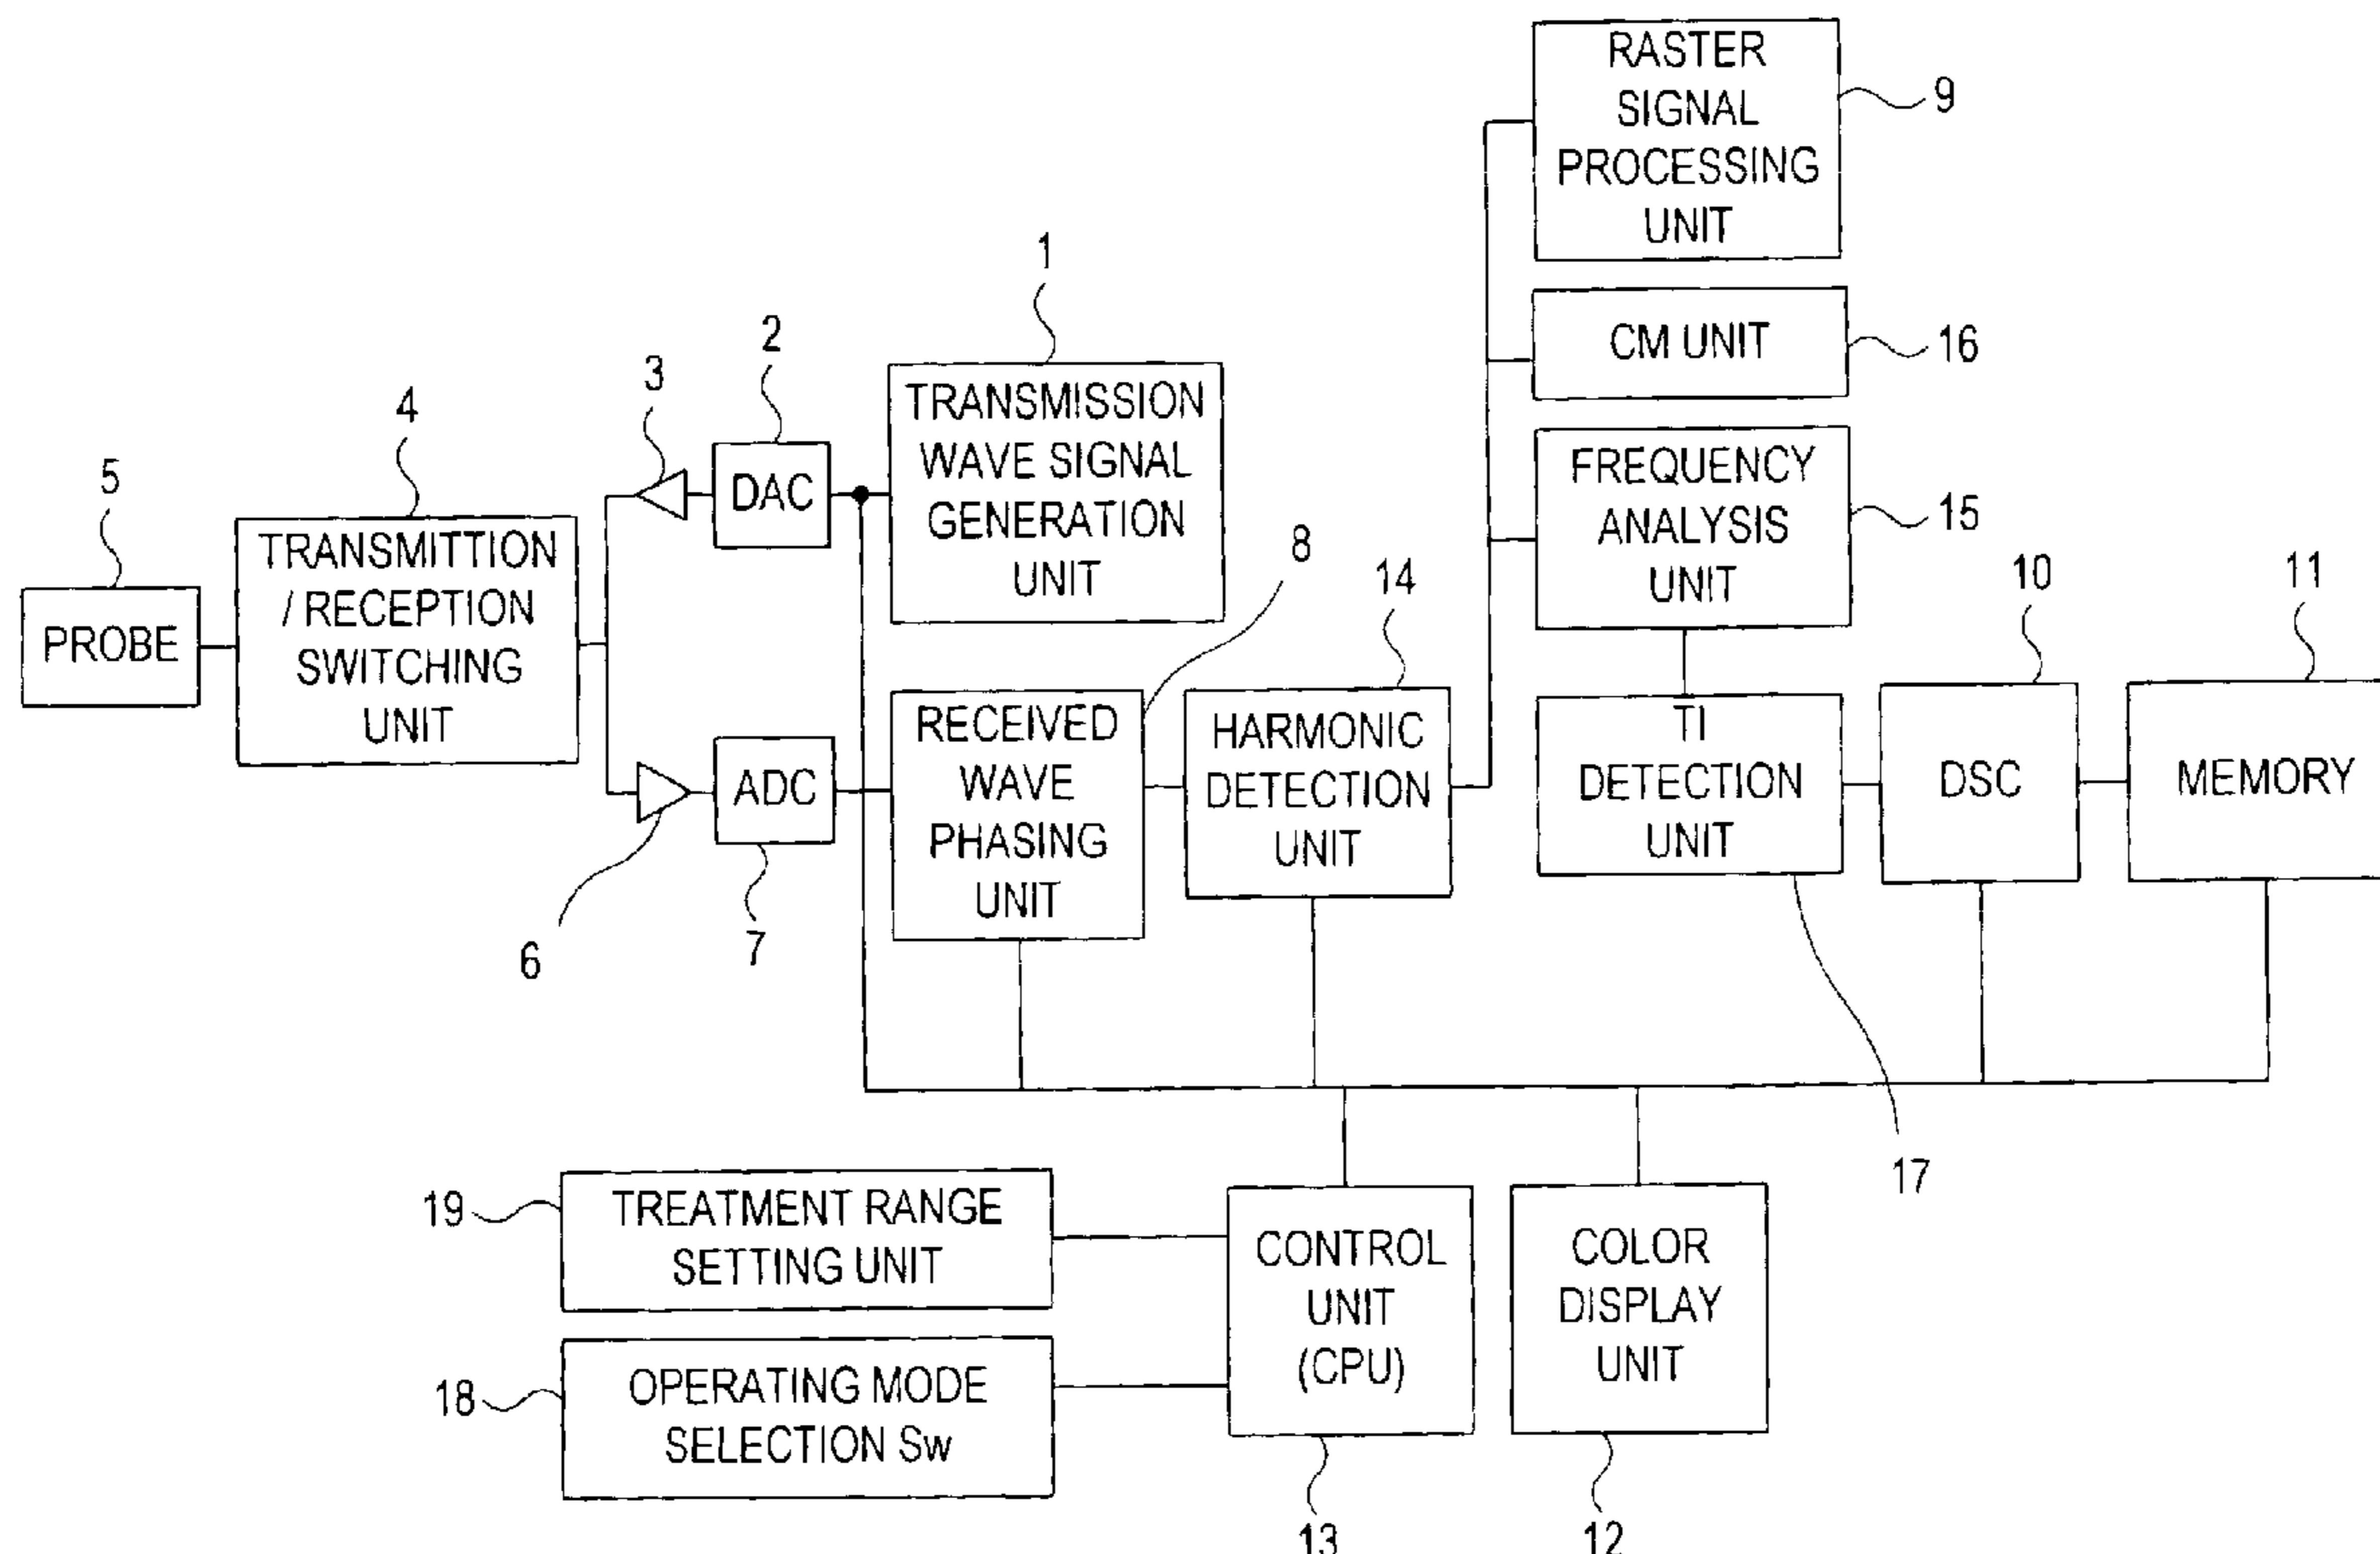 RASTER
SIGNAL
PROCESSING
UNIT
9
1
CM UNIT
16
2
3
TRANSMISSION
WAVE SIGNAL
GENERATION
UNIT
4
FREQUENCY
ANALYSIS
UNIT
15
5
DAC
TRANSMITTION
/ RECEPTION
SWITCHING
UNIT
8
14
10
11
PROBE
RECEIVED
WAVE
PHASING
UNIT
HARMONIC
DETECTION
UNIT
TI
DETECTION
UNIT
DSC
MEMORY
ADC
6
7
17
19
TREATMENT RANGE
SETTING UNIT
CONTROL
UNIT
(CPU)
COLOR
DISPLAY
UNIT
18
OPERATING MODE
SELECTION Sw
13
12